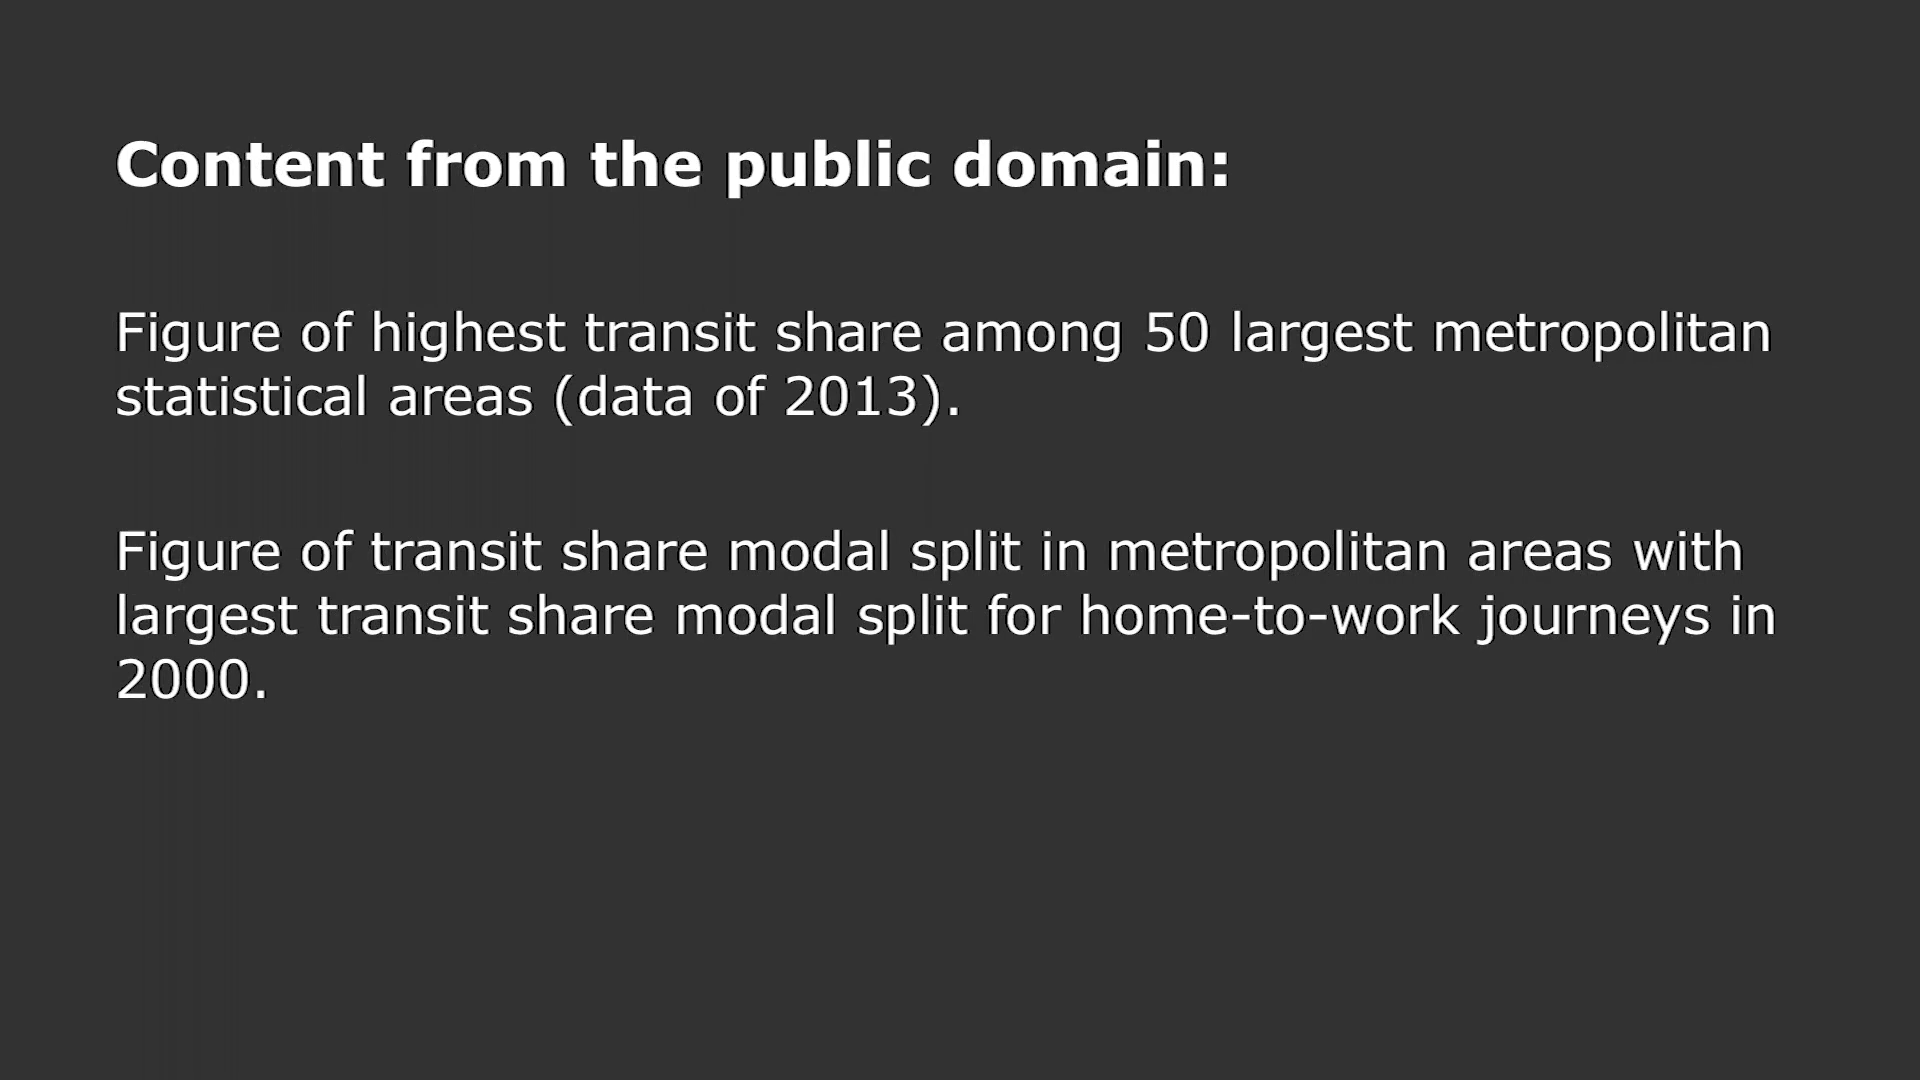 Content from the public domain:
Figure of highest transit share among 50 largest metropolitan
statistical areas (data of 2013).
Figure of transit share modal split in metropolitan areas with
largest transit share modal split for home-to-work journeys in
2000.